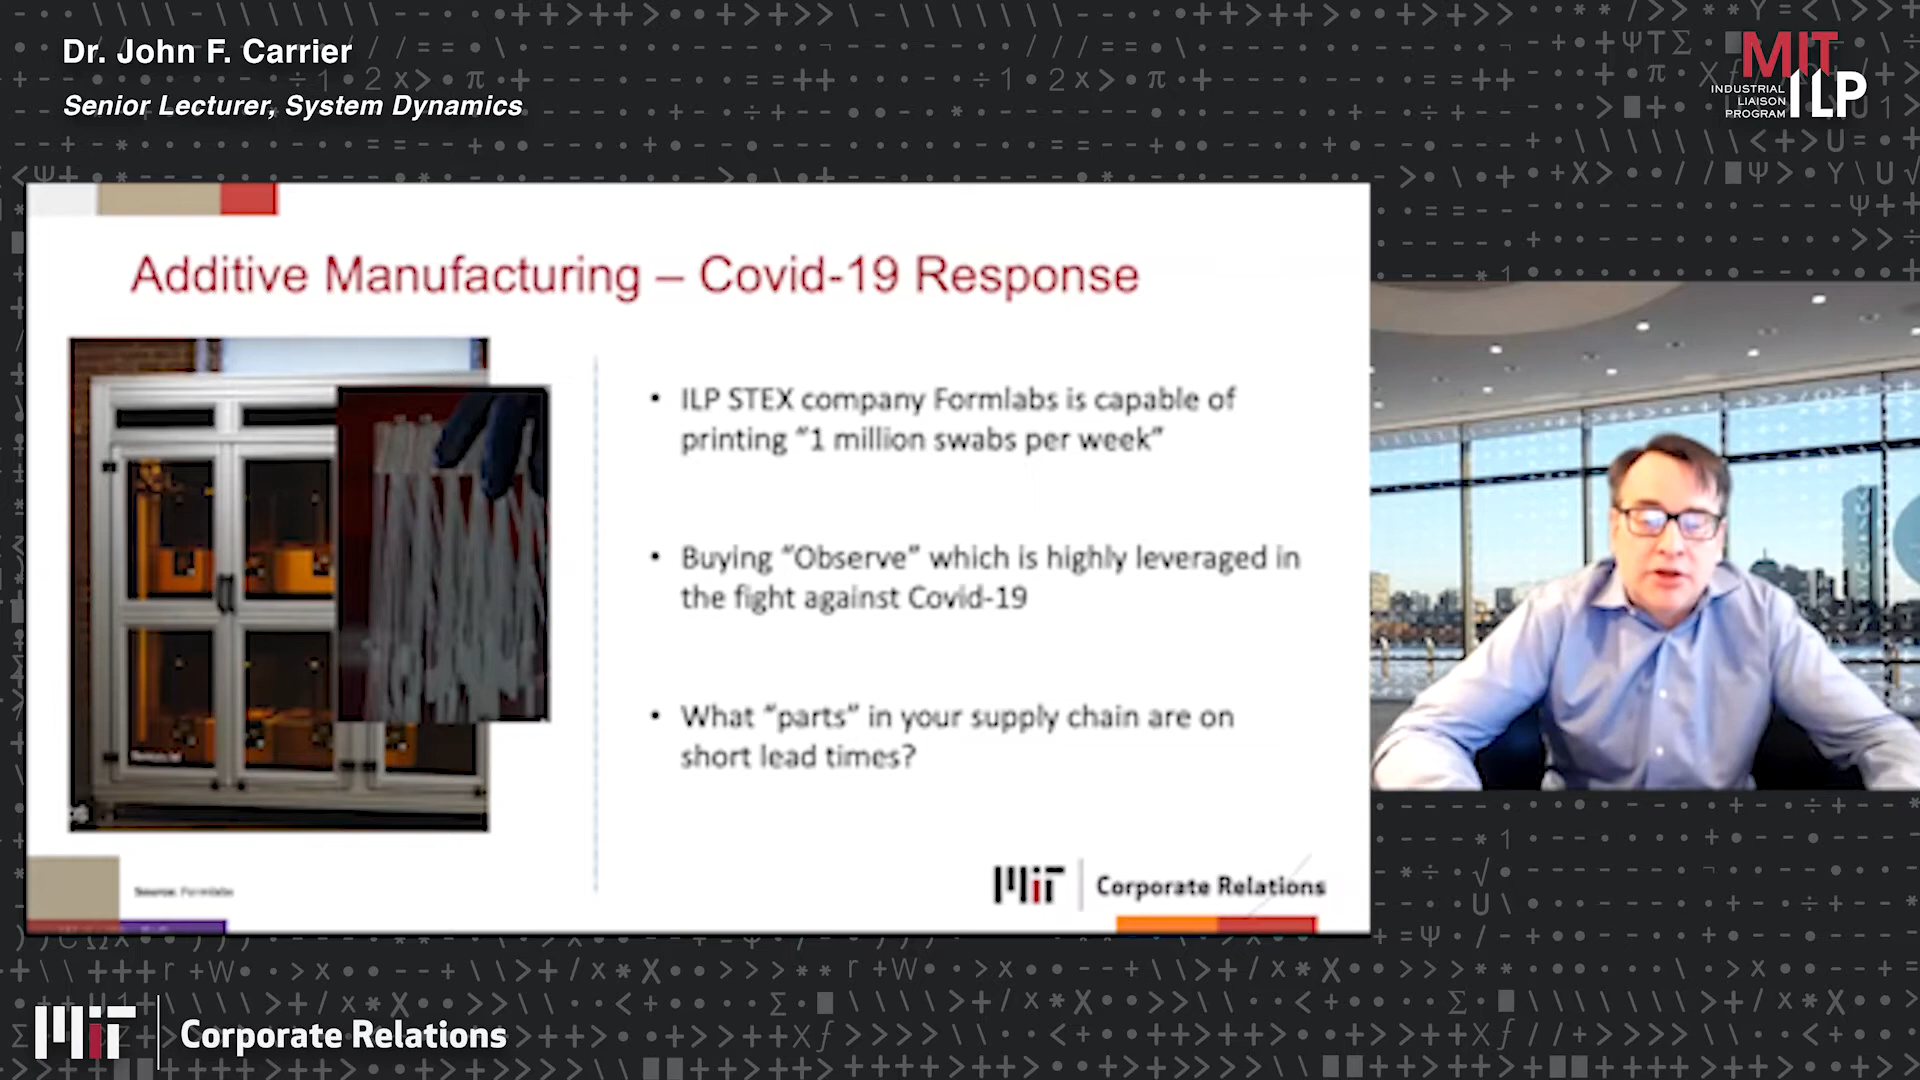 Dr. John F. Carrier
Senior Lecturer, System Dynamics
MIT
ILP
INDUSTRIAL
LIAISON
PROGRAM
Additive Manufacturing – Covid-19 Response
• ILP STEX company Formlabs is capable of
printing “1 million swabs per week”
• Buying “Observe” which is highly leveraged in
the fight against Covid-19
• What “parts” in your supply chain are on
short lead times?
Source: Formlabs
MIT Corporate Relations
MIT Corporate Relations